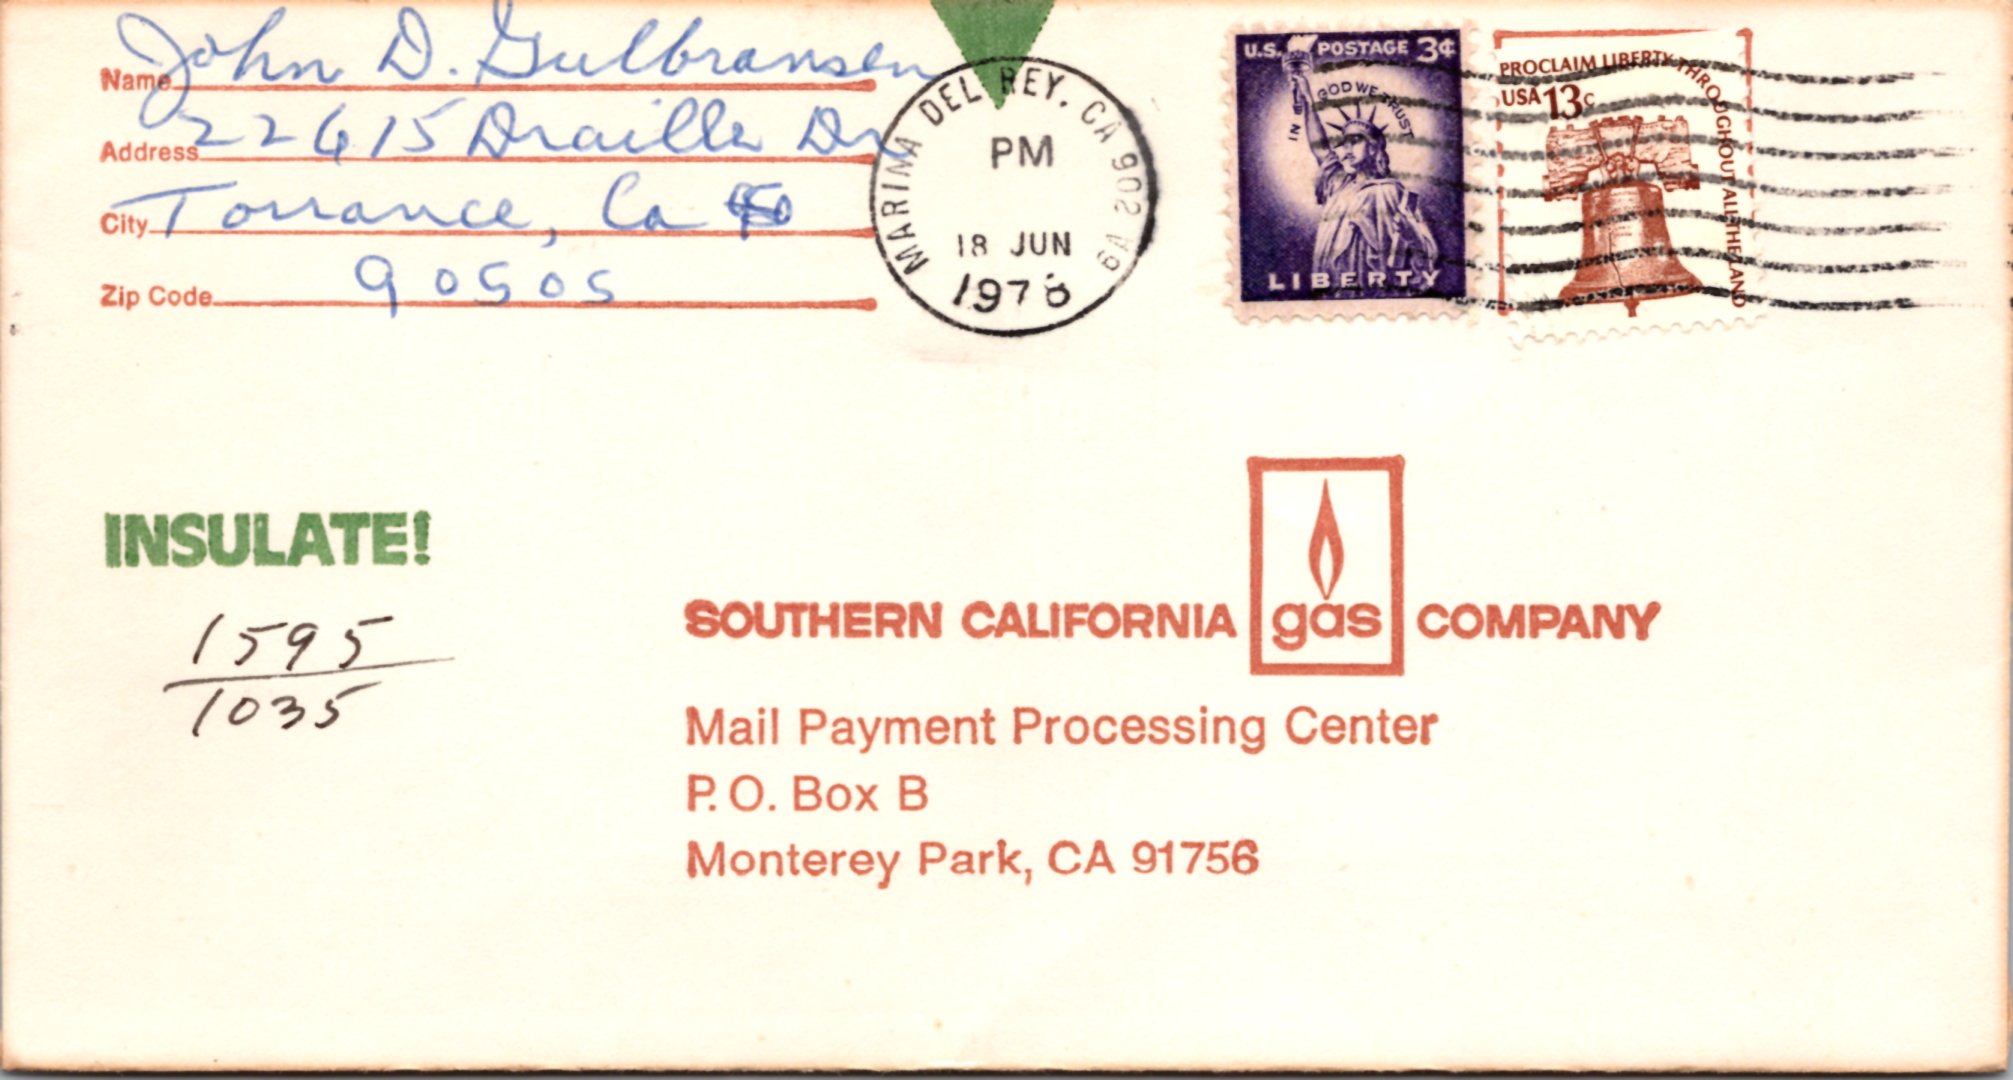 Name John D. Gulbransen
Address 22615 Draille Dr
City Torrance, Ca
Zip Code 90505
MARINA DEL REY. CA 902
PM
18 JUN
1978
U.S. POSTAGE 3¢
IN GOD WE TRUST
LIBERTY
PROCLAIM LIBERTY THROUGHOUT ALL THE LAND
USA 13c
INSULATE!
1595
1035
SOUTHERN CALIFORNIA gas COMPANY
Mail Payment Processing Center
P.O. Box B
Monterey Park, CA 91756